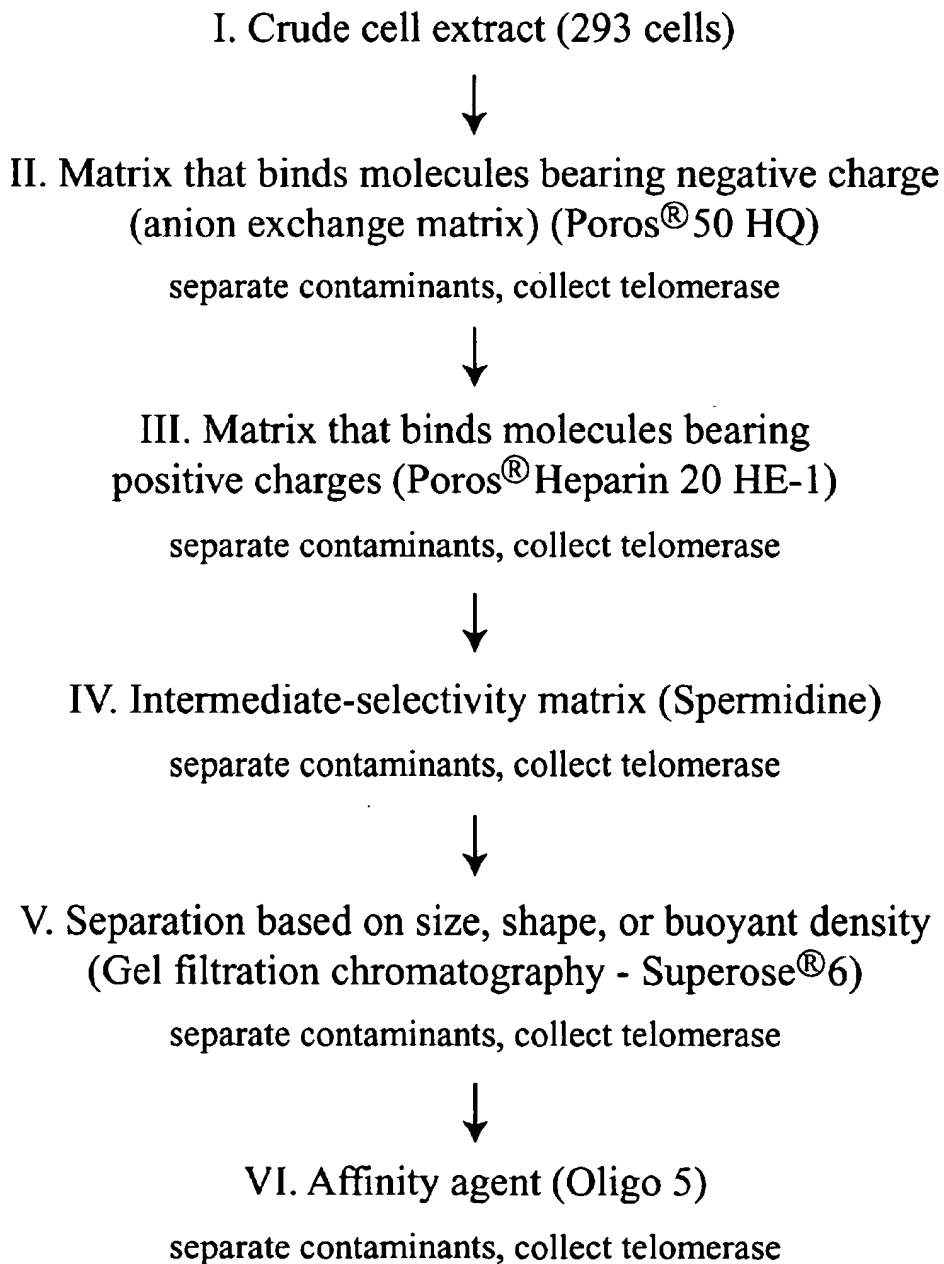 I. Crude cell extract (293 cells)
II. Matrix that binds molecules bearing negative charge
(anion exchange matrix) (Poros®50 HQ)
separate contaminants, collect telomerase
III. Matrix that binds molecules bearing
positive charges (Poros®Heparin 20 HE-1)
separate contaminants, collect telomerase
IV. Intermediate-selectivity matrix (Spermidine)
separate contaminants, collect telomerase
V. Separation based on size, shape, or buoyant density
(Gel filtration chromatography - Superose®6)
separate contaminants, collect telomerase
VI. Affinity agent (Oligo 5)
separate contaminants, collect telomerase